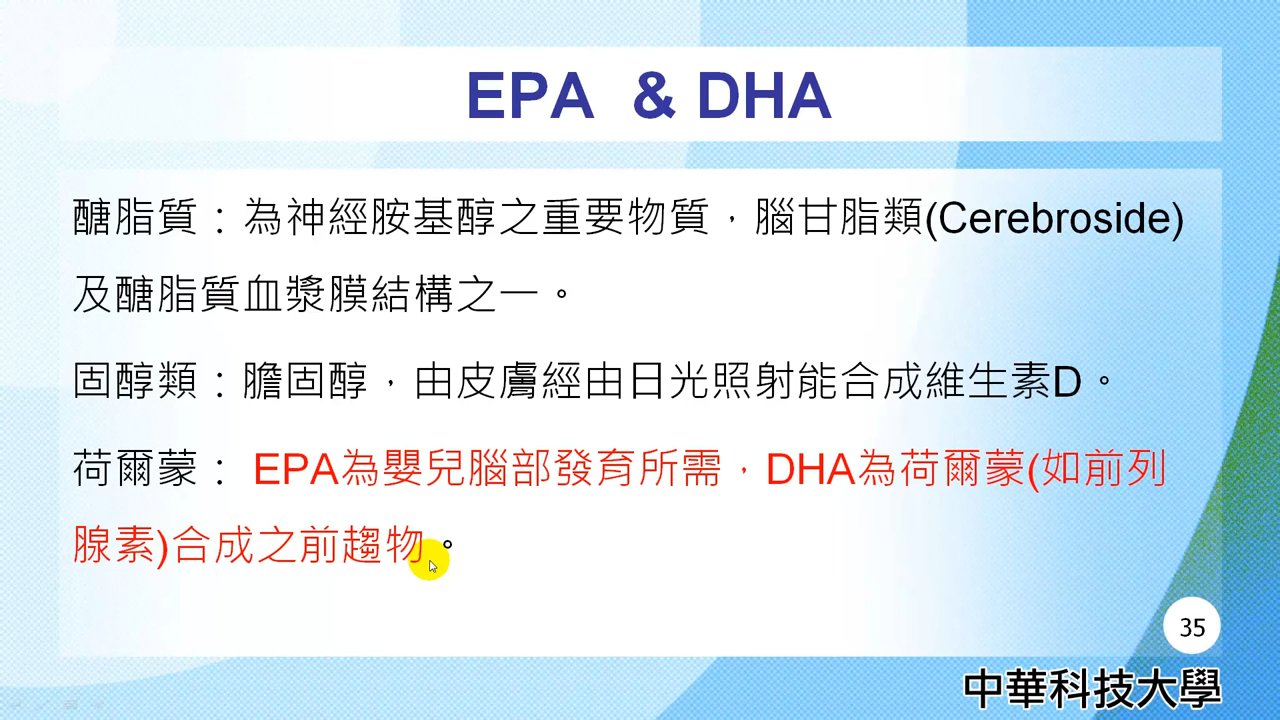 EPA & DHA
醣脂質：為神經胺基醇之重要物質，腦甘脂類(Cerebroside)
及醣脂質血漿膜結構之一。
固醇類：膽固醇，由皮膚經由日光照射能合成維生素D。
荷爾蒙： EPA為嬰兒腦部發育所需，DHA為荷爾蒙(如前列
腺素)合成之前趨物。
35
中華科技大學